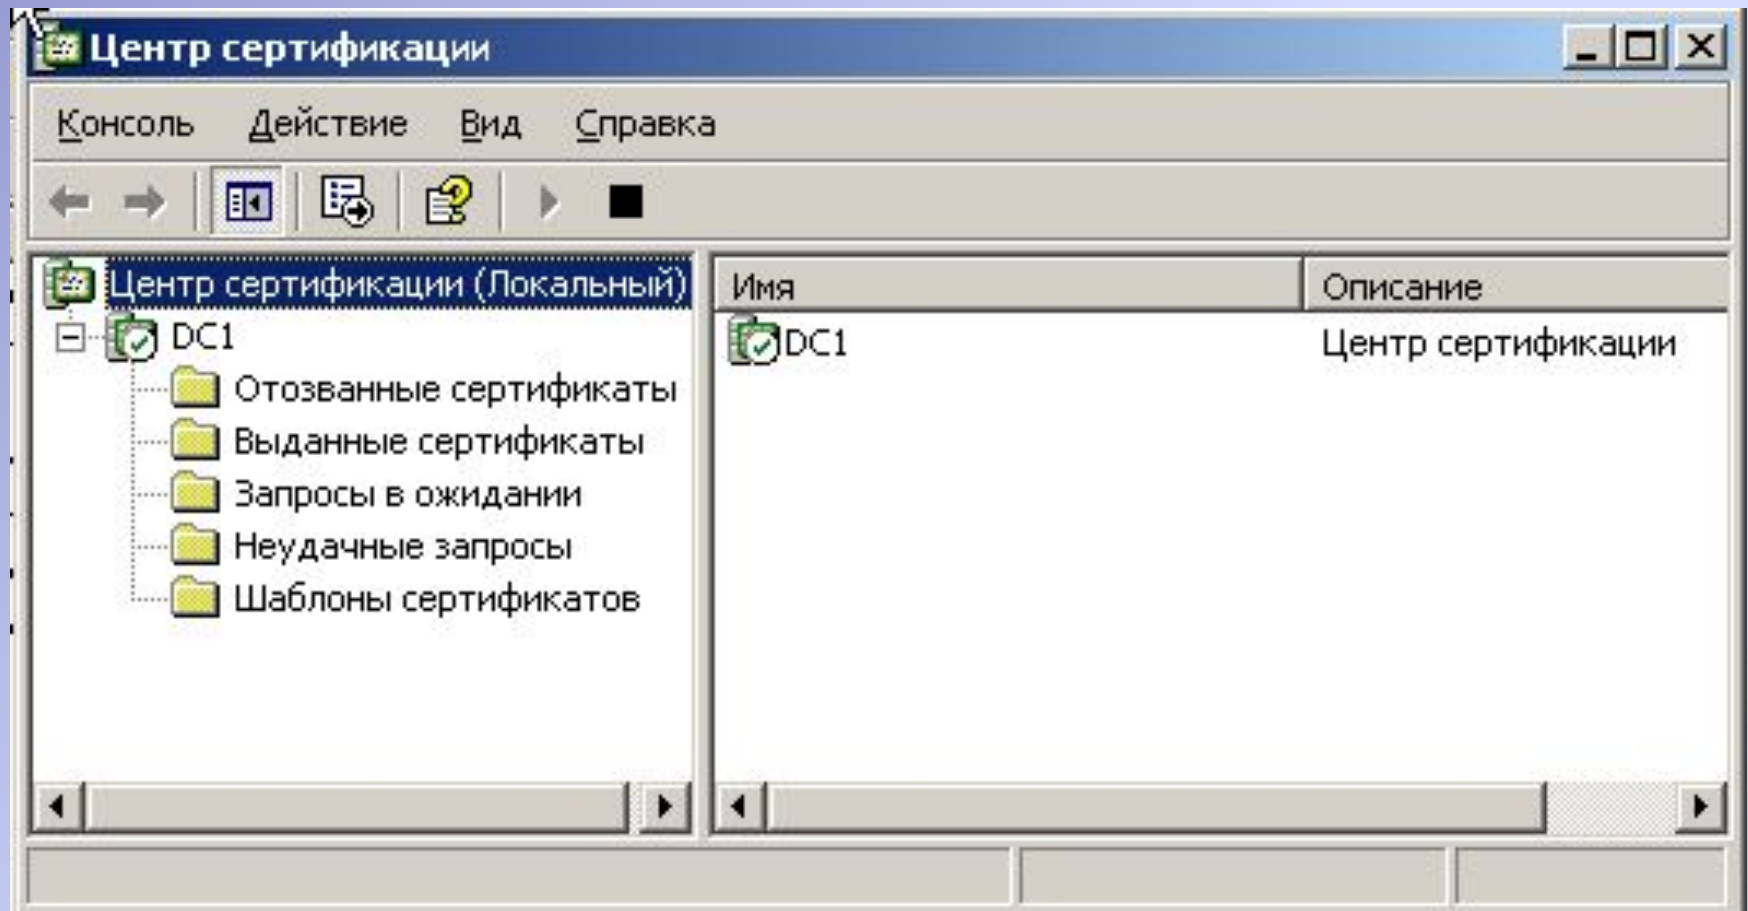 Центр сертификации
Консоль Действие Вид Справка
Центр сертификации (Локальный)
DC1
Отозванные сертификаты
Выданные сертификаты
Запросы в ожидании
Неудачные запросы
Шаблоны сертификатов
Имя Описание
DC1 Центр сертификации